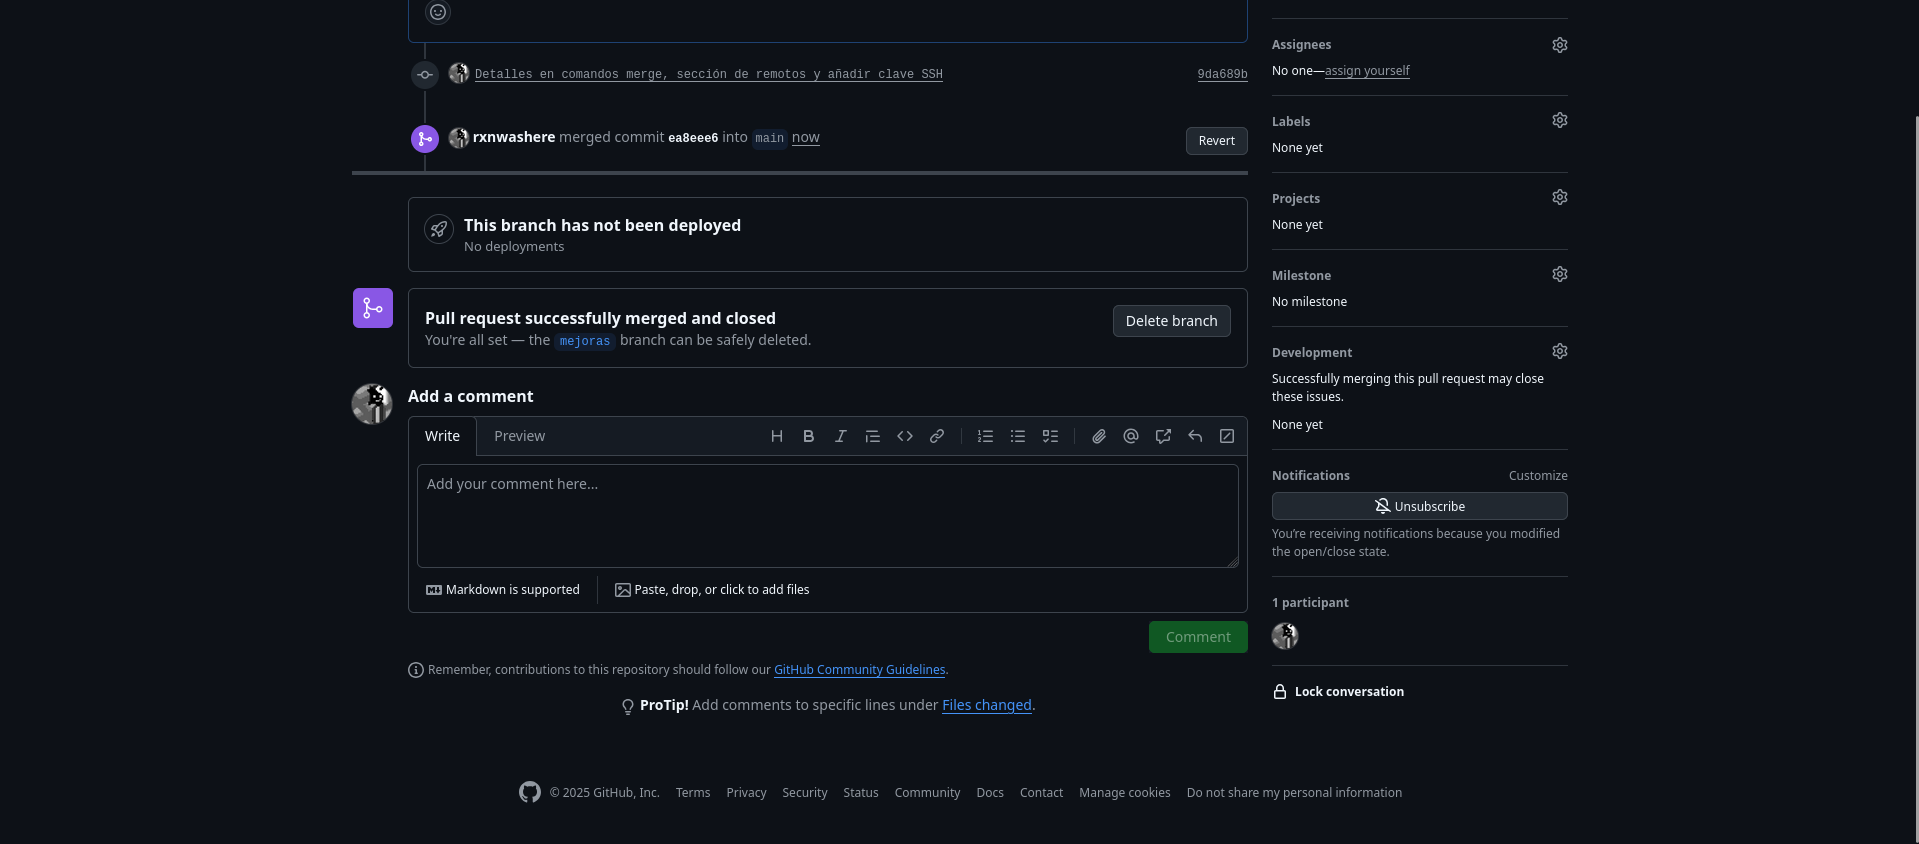 Detalles en comandos merge, sección de remotos y añadir clave SSH 9da689b
rxnwashere merged commit ea8eee6 into main now
Revert
This branch has not been deployed
No deployments
Pull request successfully merged and closed
You're all set — the mejoras branch can be safely deleted.
Delete branch
Add a comment
Write Preview
Add your comment here...
Markdown is supported Paste, drop, or click to add files
Comment
Remember, contributions to this repository should follow our GitHub Community Guidelines.
ProTip! Add comments to specific lines under Files changed.
Assignees
No one—assign yourself
Labels
None yet
Projects
None yet
Milestone
No milestone
Development
Successfully merging this pull request may close
these issues.
None yet
Notifications Customize
Unsubscribe
You're receiving notifications because you modified
the open/close state.
1 participant
Lock conversation
© 2025 GitHub, Inc. Terms Privacy Security Status Community Docs Contact Manage cookies Do not share my personal information